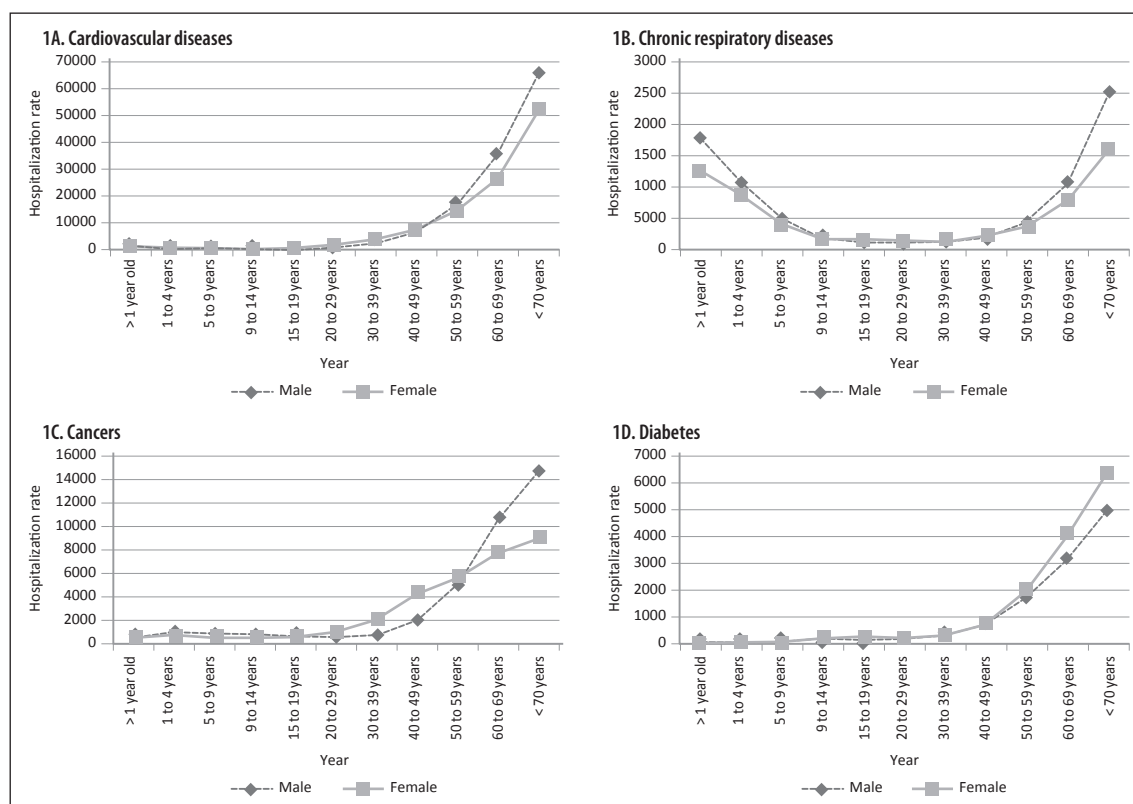 1A. Cardiovascular diseases
70000
60000
50000
40000
30000
20000
10000
0
Hospitalization rate
> 1 year old
1 to 4 years
5 to 9 years
9 to 14 years
15 to 19 years
20 to 29 years
30 to 39 years
40 to 49 years
50 to 59 years
60 to 69 years
< 70 years
Year
Male Female
1B. Chronic respiratory diseases
3000
2500
2000
1500
1000
5000
0
Hospitalization rate
> 1 year old
1 to 4 years
5 to 9 years
9 to 14 years
15 to 19 years
20 to 29 years
30 to 39 years
40 to 49 years
50 to 59 years
60 to 69 years
< 70 years
Year
Male Female
1C. Cancers
16000
14000
12000
10000
8000
6000
4000
2000
0
Hospitalization rate
> 1 year old
1 to 4 years
5 to 9 years
9 to 14 years
15 to 19 years
20 to 29 years
30 to 39 years
40 to 49 years
50 to 59 years
60 to 69 years
< 70 years
Year
Male Female
1D. Diabetes
7000
6000
5000
4000
3000
2000
1000
0
Hospitalization rate
> 1 year old
1 to 4 years
5 to 9 years
9 to 14 years
15 to 19 years
20 to 29 years
30 to 39 years
40 to 49 years
50 to 59 years
60 to 69 years
< 70 years
Year
Male Female